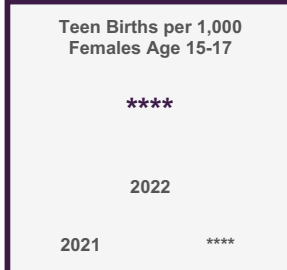 Teen Births per 1,000
Females Age 15-17
****
2022
2021 ****